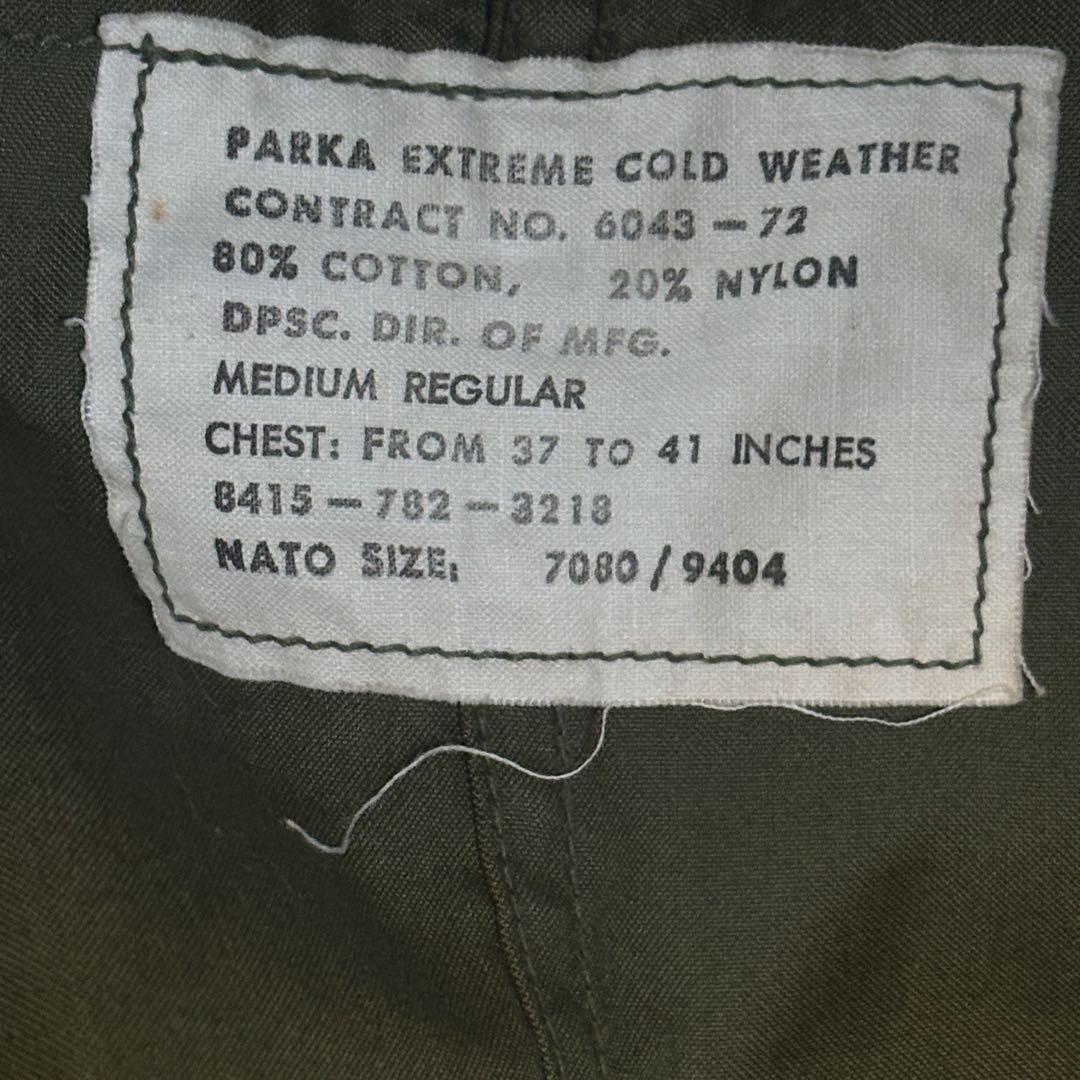 PARKA EXTREME COLD WEATHER
CONTRACT NO. 6043-72
80% COTTON, 20% NYLON
DPSC. DIR. OF MFG.
MEDIUM REGULAR
CHEST: FROM 37 TO 41 INCHES
8415-782-3218
NATO SIZE: 7080/9404